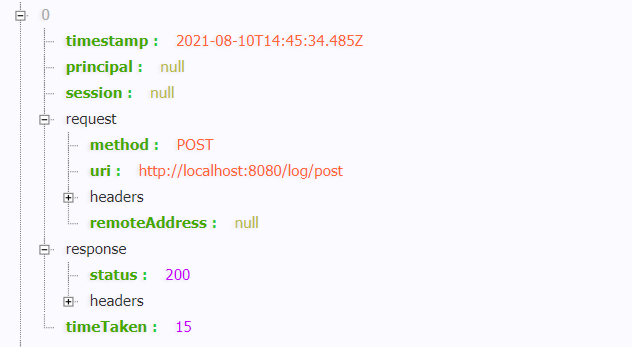 0
timestamp : 2021-08-10T14:45:34.485Z
principal : null
session : null
request
method : POST
uri : http://localhost:8080/log/post
headers
remoteAddress : null
response
status : 200
headers
timeTaken : 15